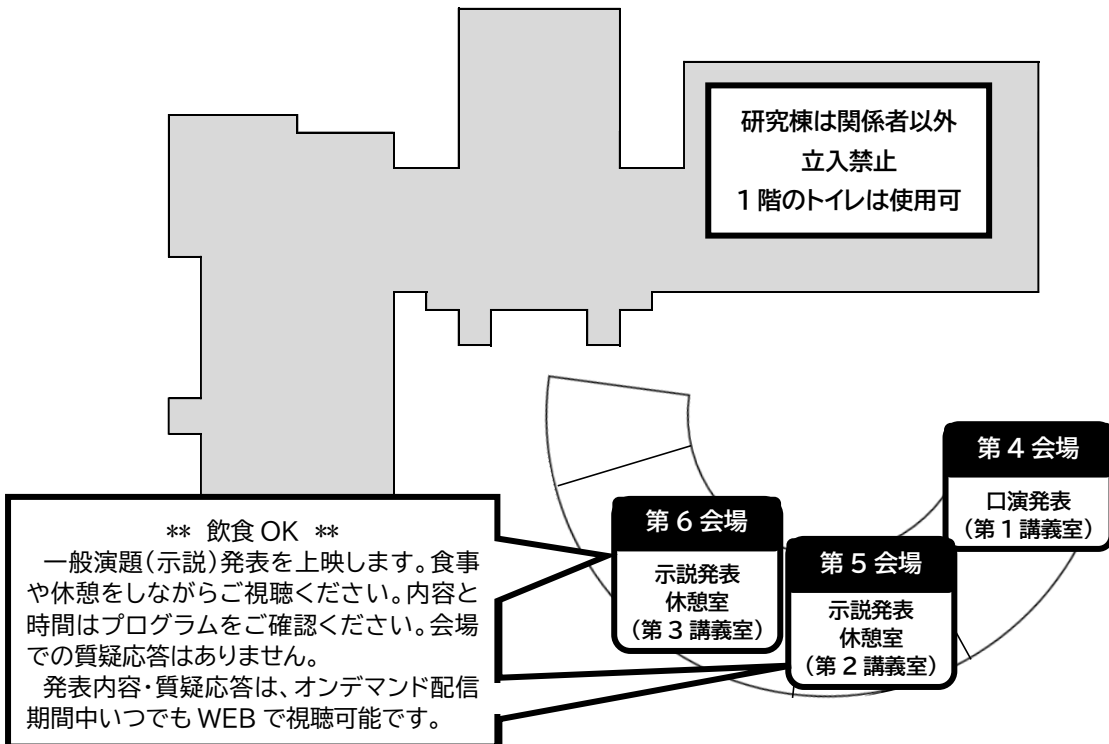 研究棟は関係者以外
立入禁止
1階のトイレは使用可
第4会場
口演発表
(第1講義室)
第6会場
示説発表
休憩室
(第3講義室)
第5会場
示説発表
休憩室
(第2講義室)
** 飲食OK **
一般演題(示説)発表を上映します。食事
や休憩をしながらご視聴ください。内容と
時間はプログラムをご確認ください。会場
での質疑応答はありません。
発表内容・質疑応答は、オンデマンド配信
期間中いつでもWEBで視聴可能です。